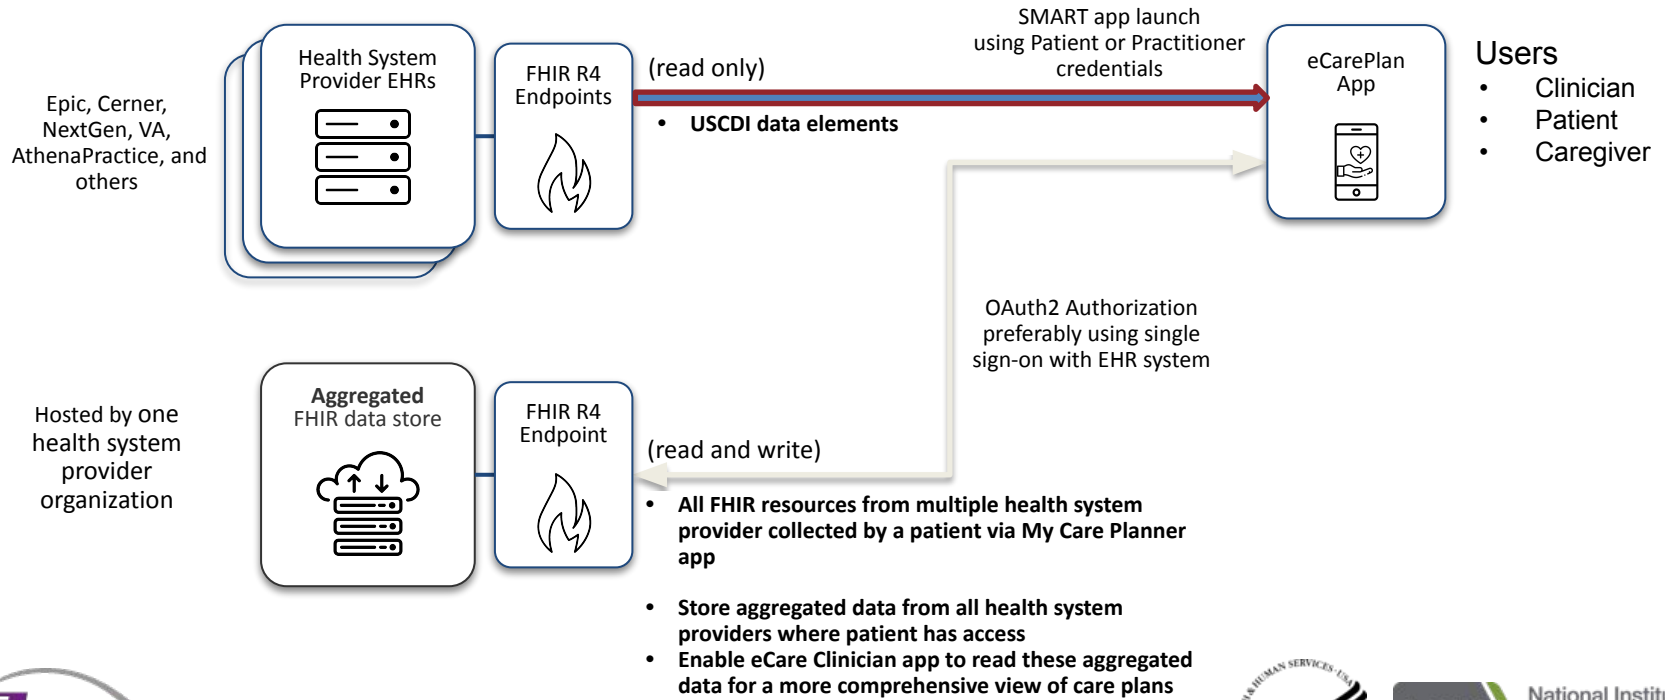 SMART app launch
using Patient or Practitioner
credentials
Health System
Provider EHRs
FHIR R4
Endpoints
(read only)
• USCDI data elements
eCarePlan
App
Users
• Clinician
• Patient
• Caregiver
Epic, Cerner,
NextGen, VA,
AthenaPractice, and
others
OAuth2 Authorization
preferably using single
sign-on with EHR system
Hosted by one
health system
provider
organization
Aggregated
FHIR data store
FHIR R4
Endpoint
(read and write)
• All FHIR resources from multiple health system
provider collected by a patient via My Care Planner
app
• Store aggregated data from all health system
providers where patient has access
• Enable eCare Clinician app to read these aggregated
data for a more comprehensive view of care plans
& HUMAN SERVICES · USA
National